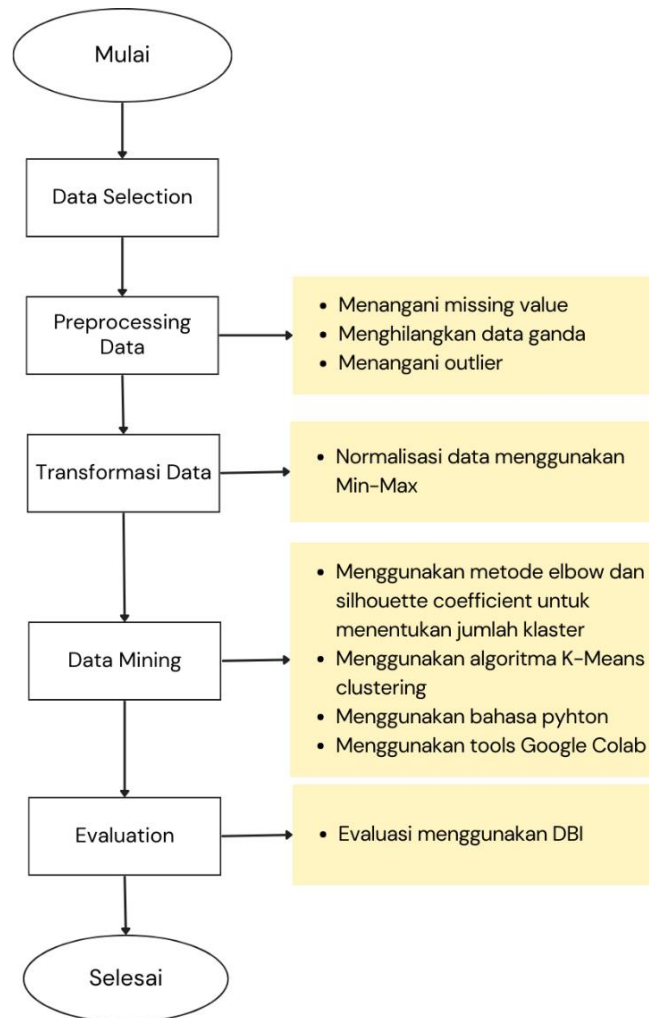 Mulai
Data Selection
Preprocessing
Data
• Menangani missing value
• Menghilangkan data ganda
• Menangani outlier
Transformasi Data
• Normalisasi data menggunakan
Min-Max
Data Mining
• Menggunakan metode elbow dan
silhouette coefficient untuk
menentukan jumlah klaster
• Menggunakan algoritma K-Means
clustering
• Menggunakan bahasa pyhton
• Menggunakan tools Google Colab
Evaluation
• Evaluasi menggunakan DBI
Selesai